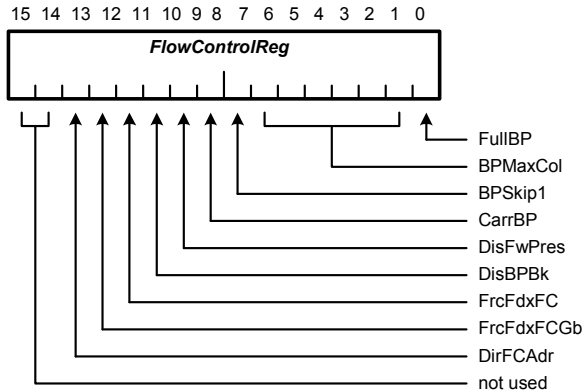 15 14 13 12 11 10 9 8 7 6 5 4 3 2 1 0
FlowControlReg
FullBP
BPMaxCol
BPSkip1
CarrBP
DisFwPres
DisBPBk
FrcFdxFC
FrcFdxFCGb
DirFCAdr
not used